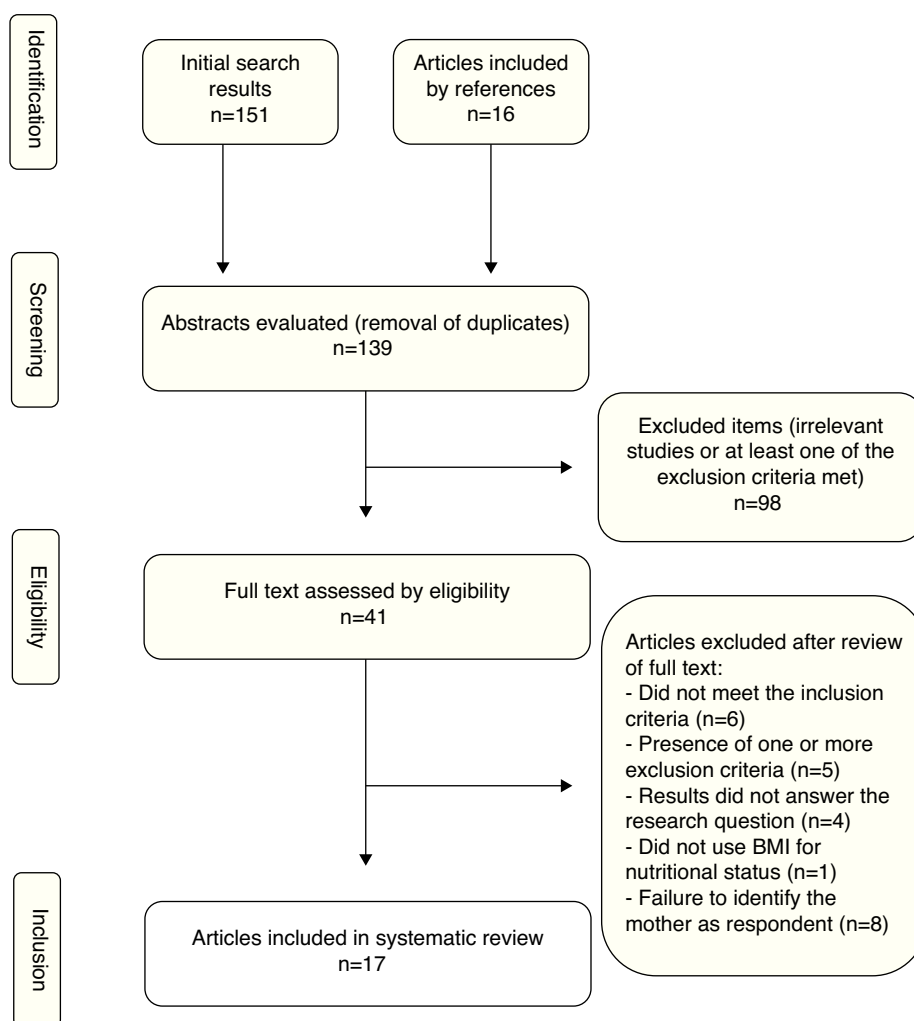 Identification
Initial search
results
n=151
Articles included
by references
n=16
Screening
Abstracts evaluated (removal of duplicates)
n=139
Excluded items (irrelevant
studies or at least one of the
exclusion criteria met)
n=98
Eligibility
Full text assessed by eligibility
n=41
Articles excluded after review
of full text:
- Did not meet the inclusion
criteria (n=6)
- Presence of one or more
exclusion criteria (n=5)
- Results did not answer the
research question (n=4)
- Did not use BMI for
nutritional status (n=1)
- Failure to identify the
mother as respondent (n=8)
Inclusion
Articles included in systematic review
n=17